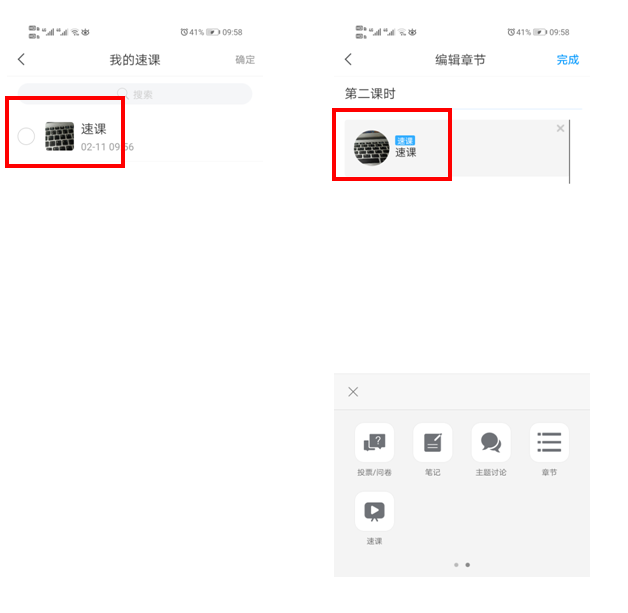 41% 09:58
我的速课 确定
搜索
速课
02-11 09:56
41% 09:58
编辑章节 完成
第二课时
速课
速课
投票/问卷 笔记 主题讨论 章节
速课